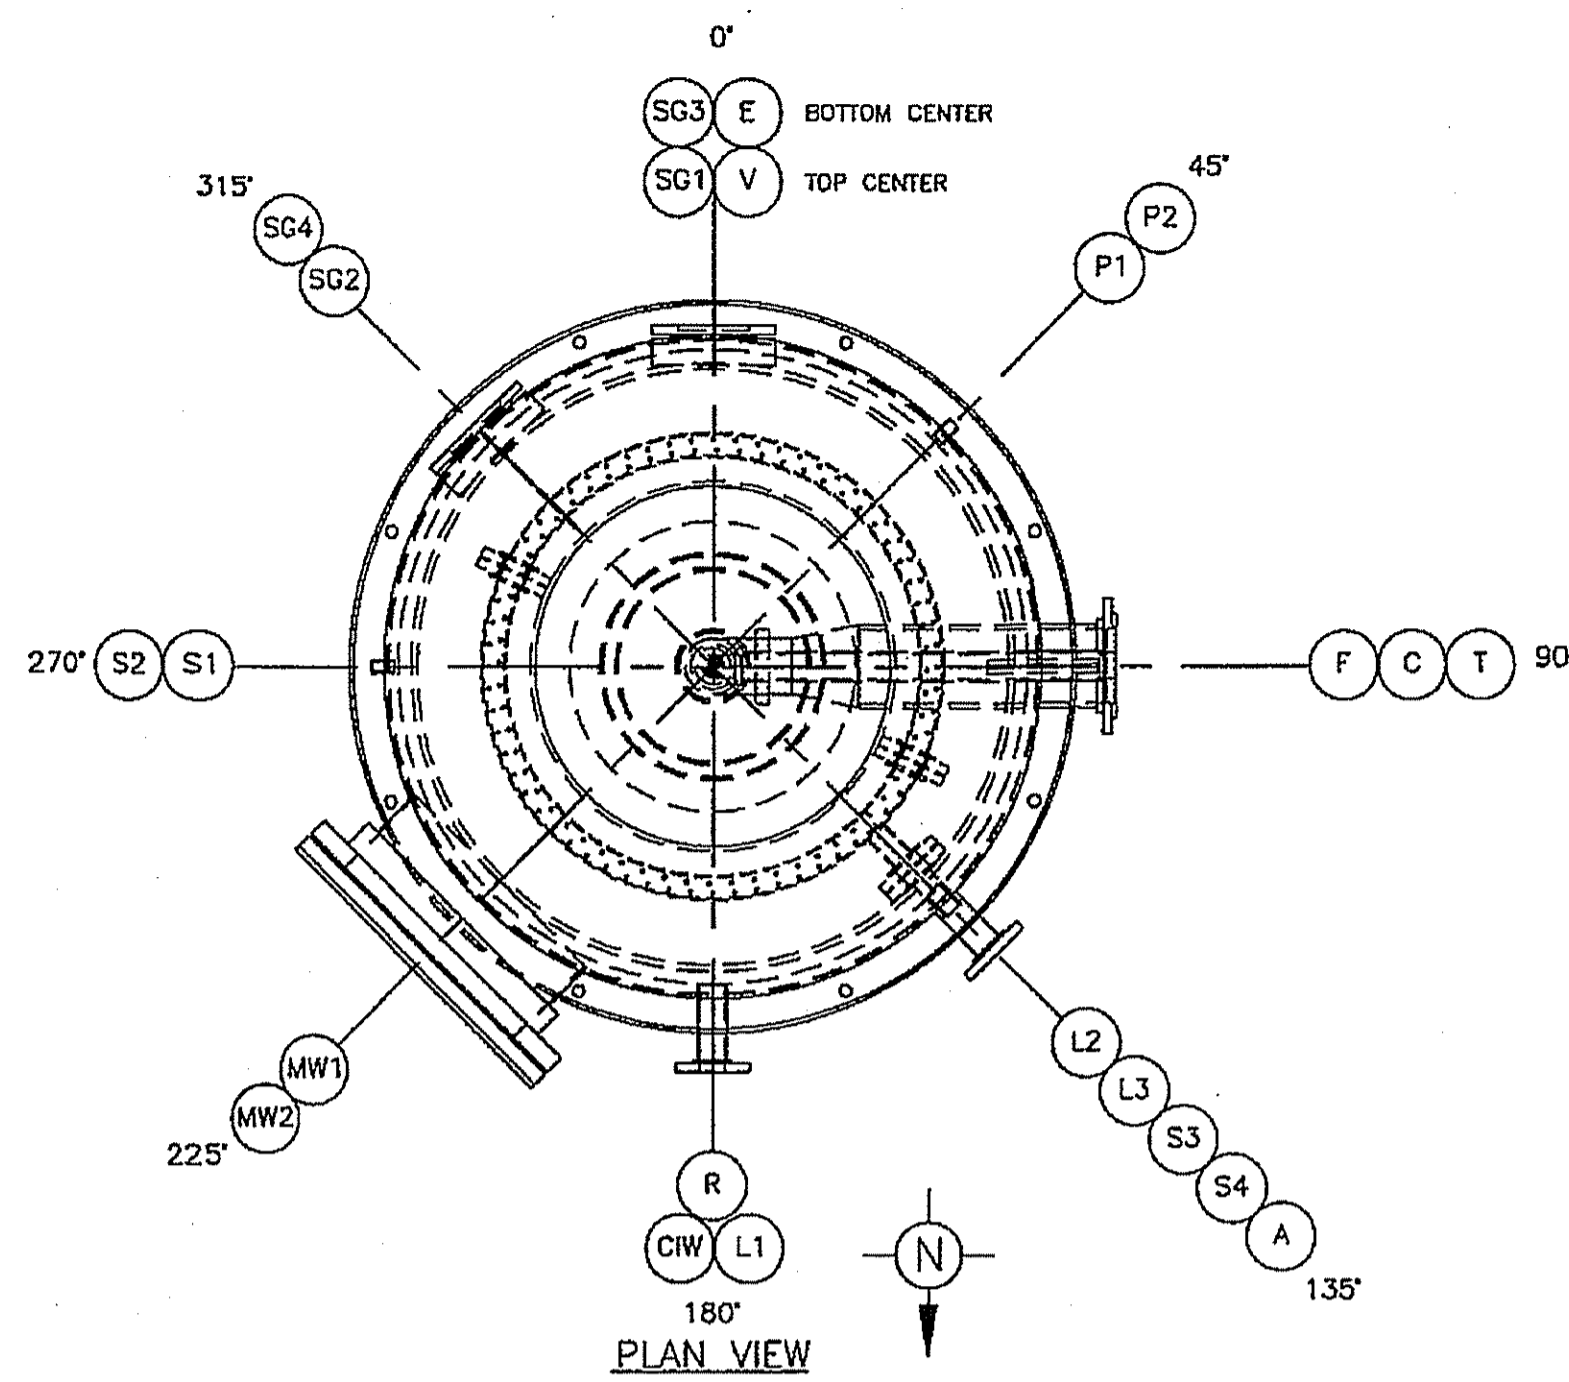 0°
SG3 E BOTTOM CENTER
SG1 V TOP CENTER
315°
SG4
SG2
45°
P2
P1
270° S2 S1
F C T 90
L2
L3
S3
S4
A
135°
MW1
MW2
225°
R
CIW L1
180°
N
PLAN VIEW